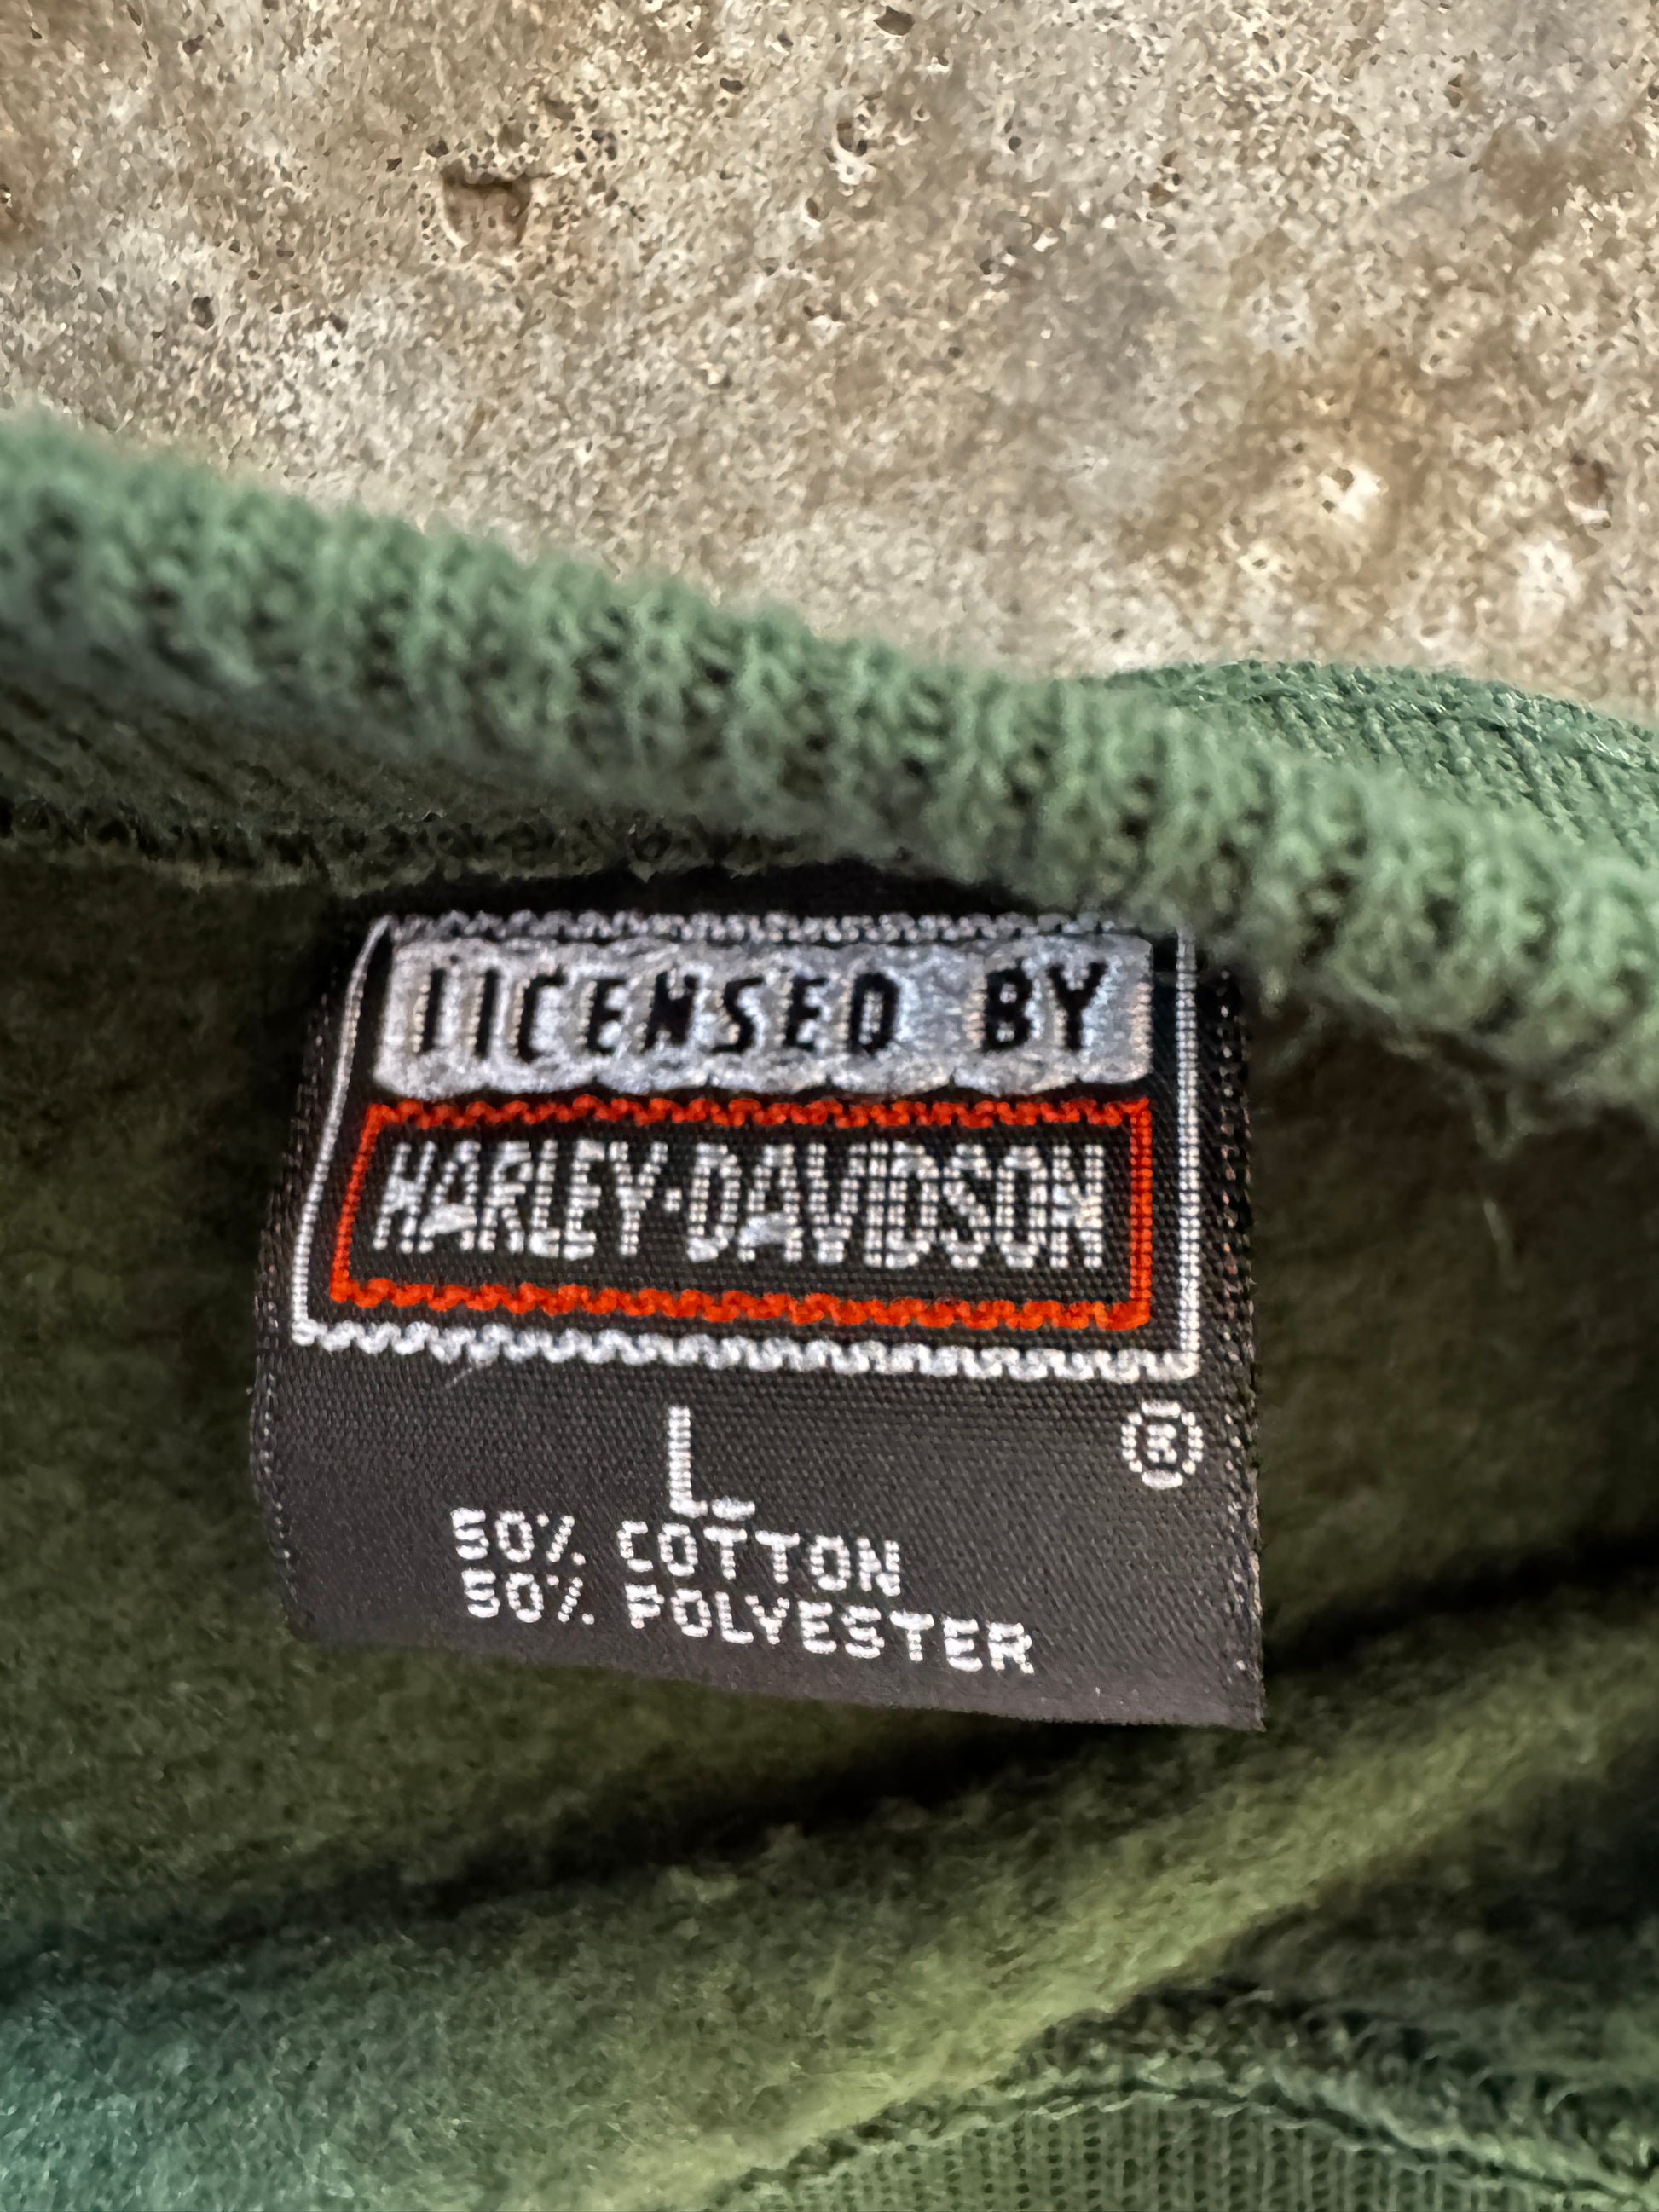 LICENSED BY
HARLEY-DAVIDSON
L ®
50% COTTON
50% POLYESTER